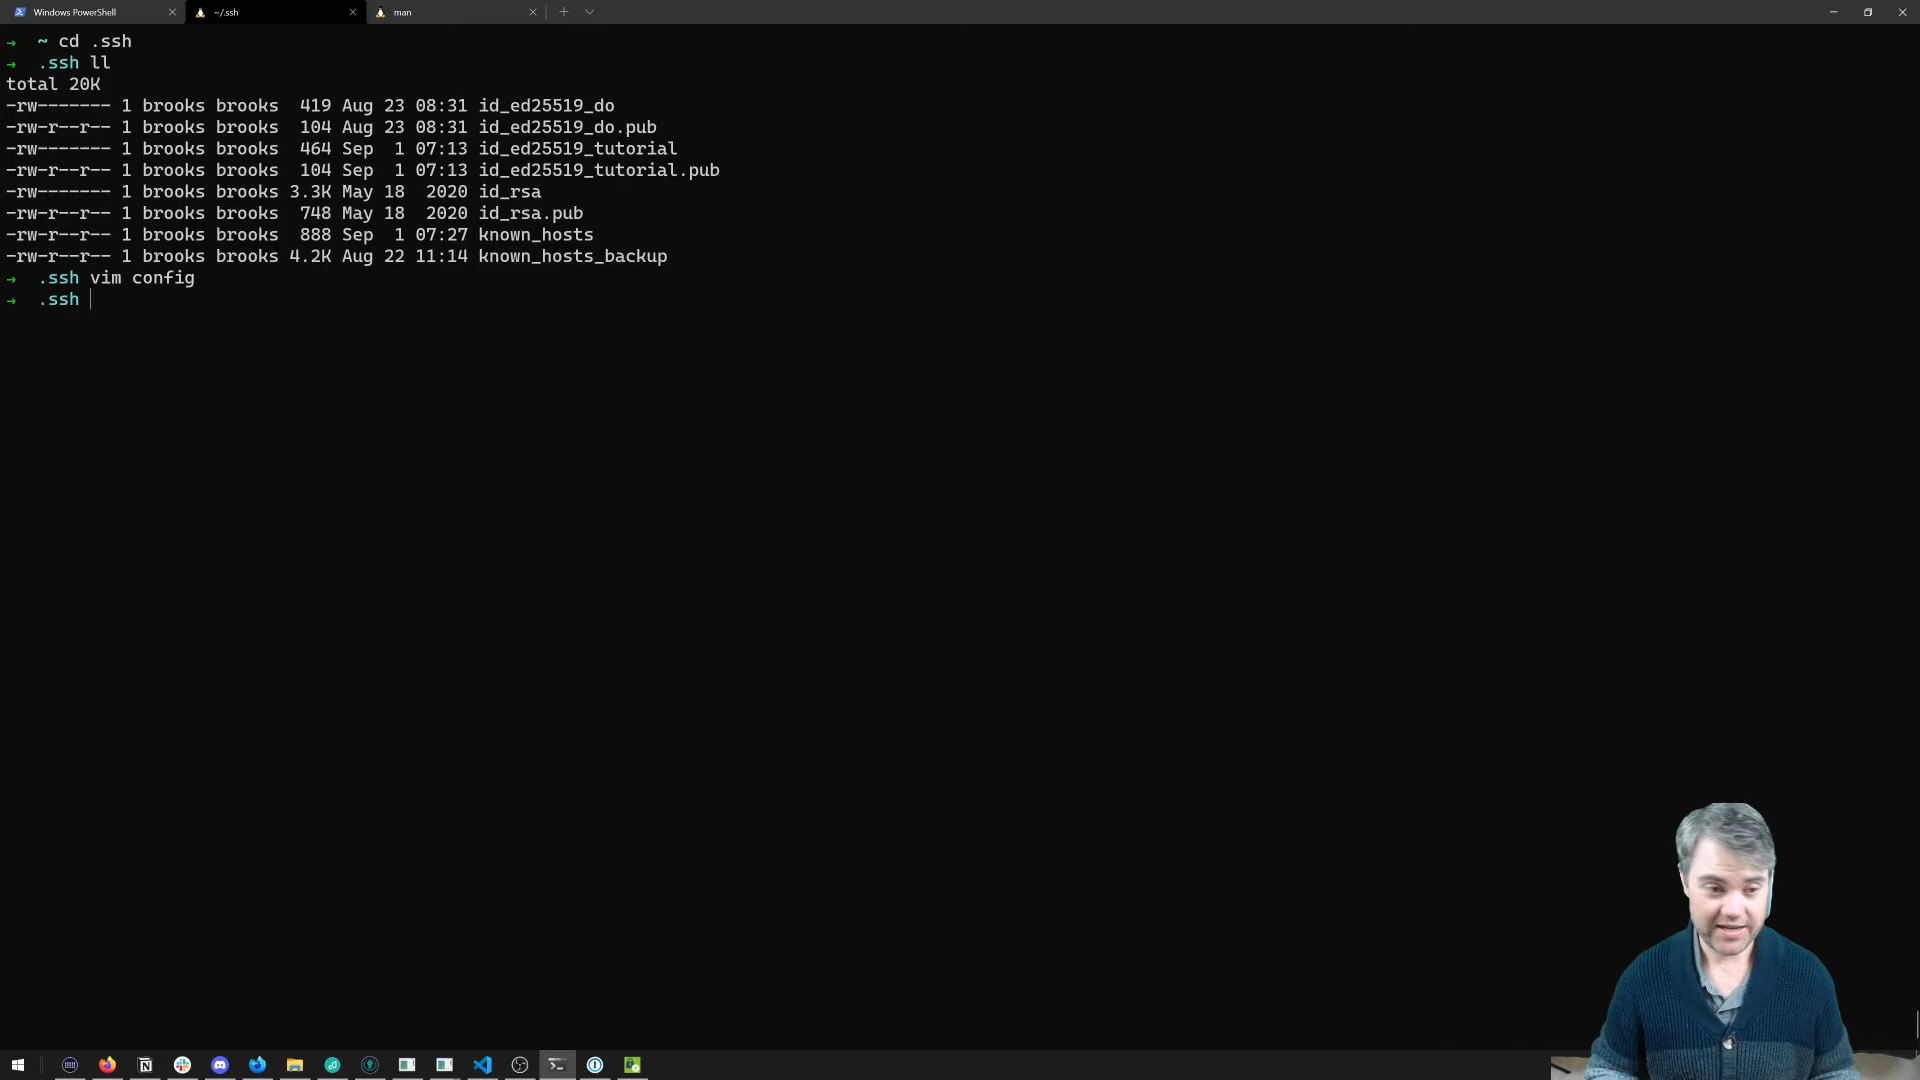 Windows PowerShell
~/.ssh
man
→ ~ cd .ssh
→ .ssh ll
total 20K
-rw------- 1 brooks brooks  419 Aug 23 08:31 id_ed25519_do
-rw-r--r-- 1 brooks brooks  104 Aug 23 08:31 id_ed25519_do.pub
-rw------- 1 brooks brooks  464 Sep  1 07:13 id_ed25519_tutorial
-rw-r--r-- 1 brooks brooks  104 Sep  1 07:13 id_ed25519_tutorial.pub
-rw------- 1 brooks brooks 3.3K May 18  2020 id_rsa
-rw-r--r-- 1 brooks brooks  748 May 18  2020 id_rsa.pub
-rw-r--r-- 1 brooks brooks  888 Sep  1 07:27 known_hosts
-rw-r--r-- 1 brooks brooks 4.2K Aug 22 11:14 known_hosts_backup
→ .ssh vim config
→ .ssh